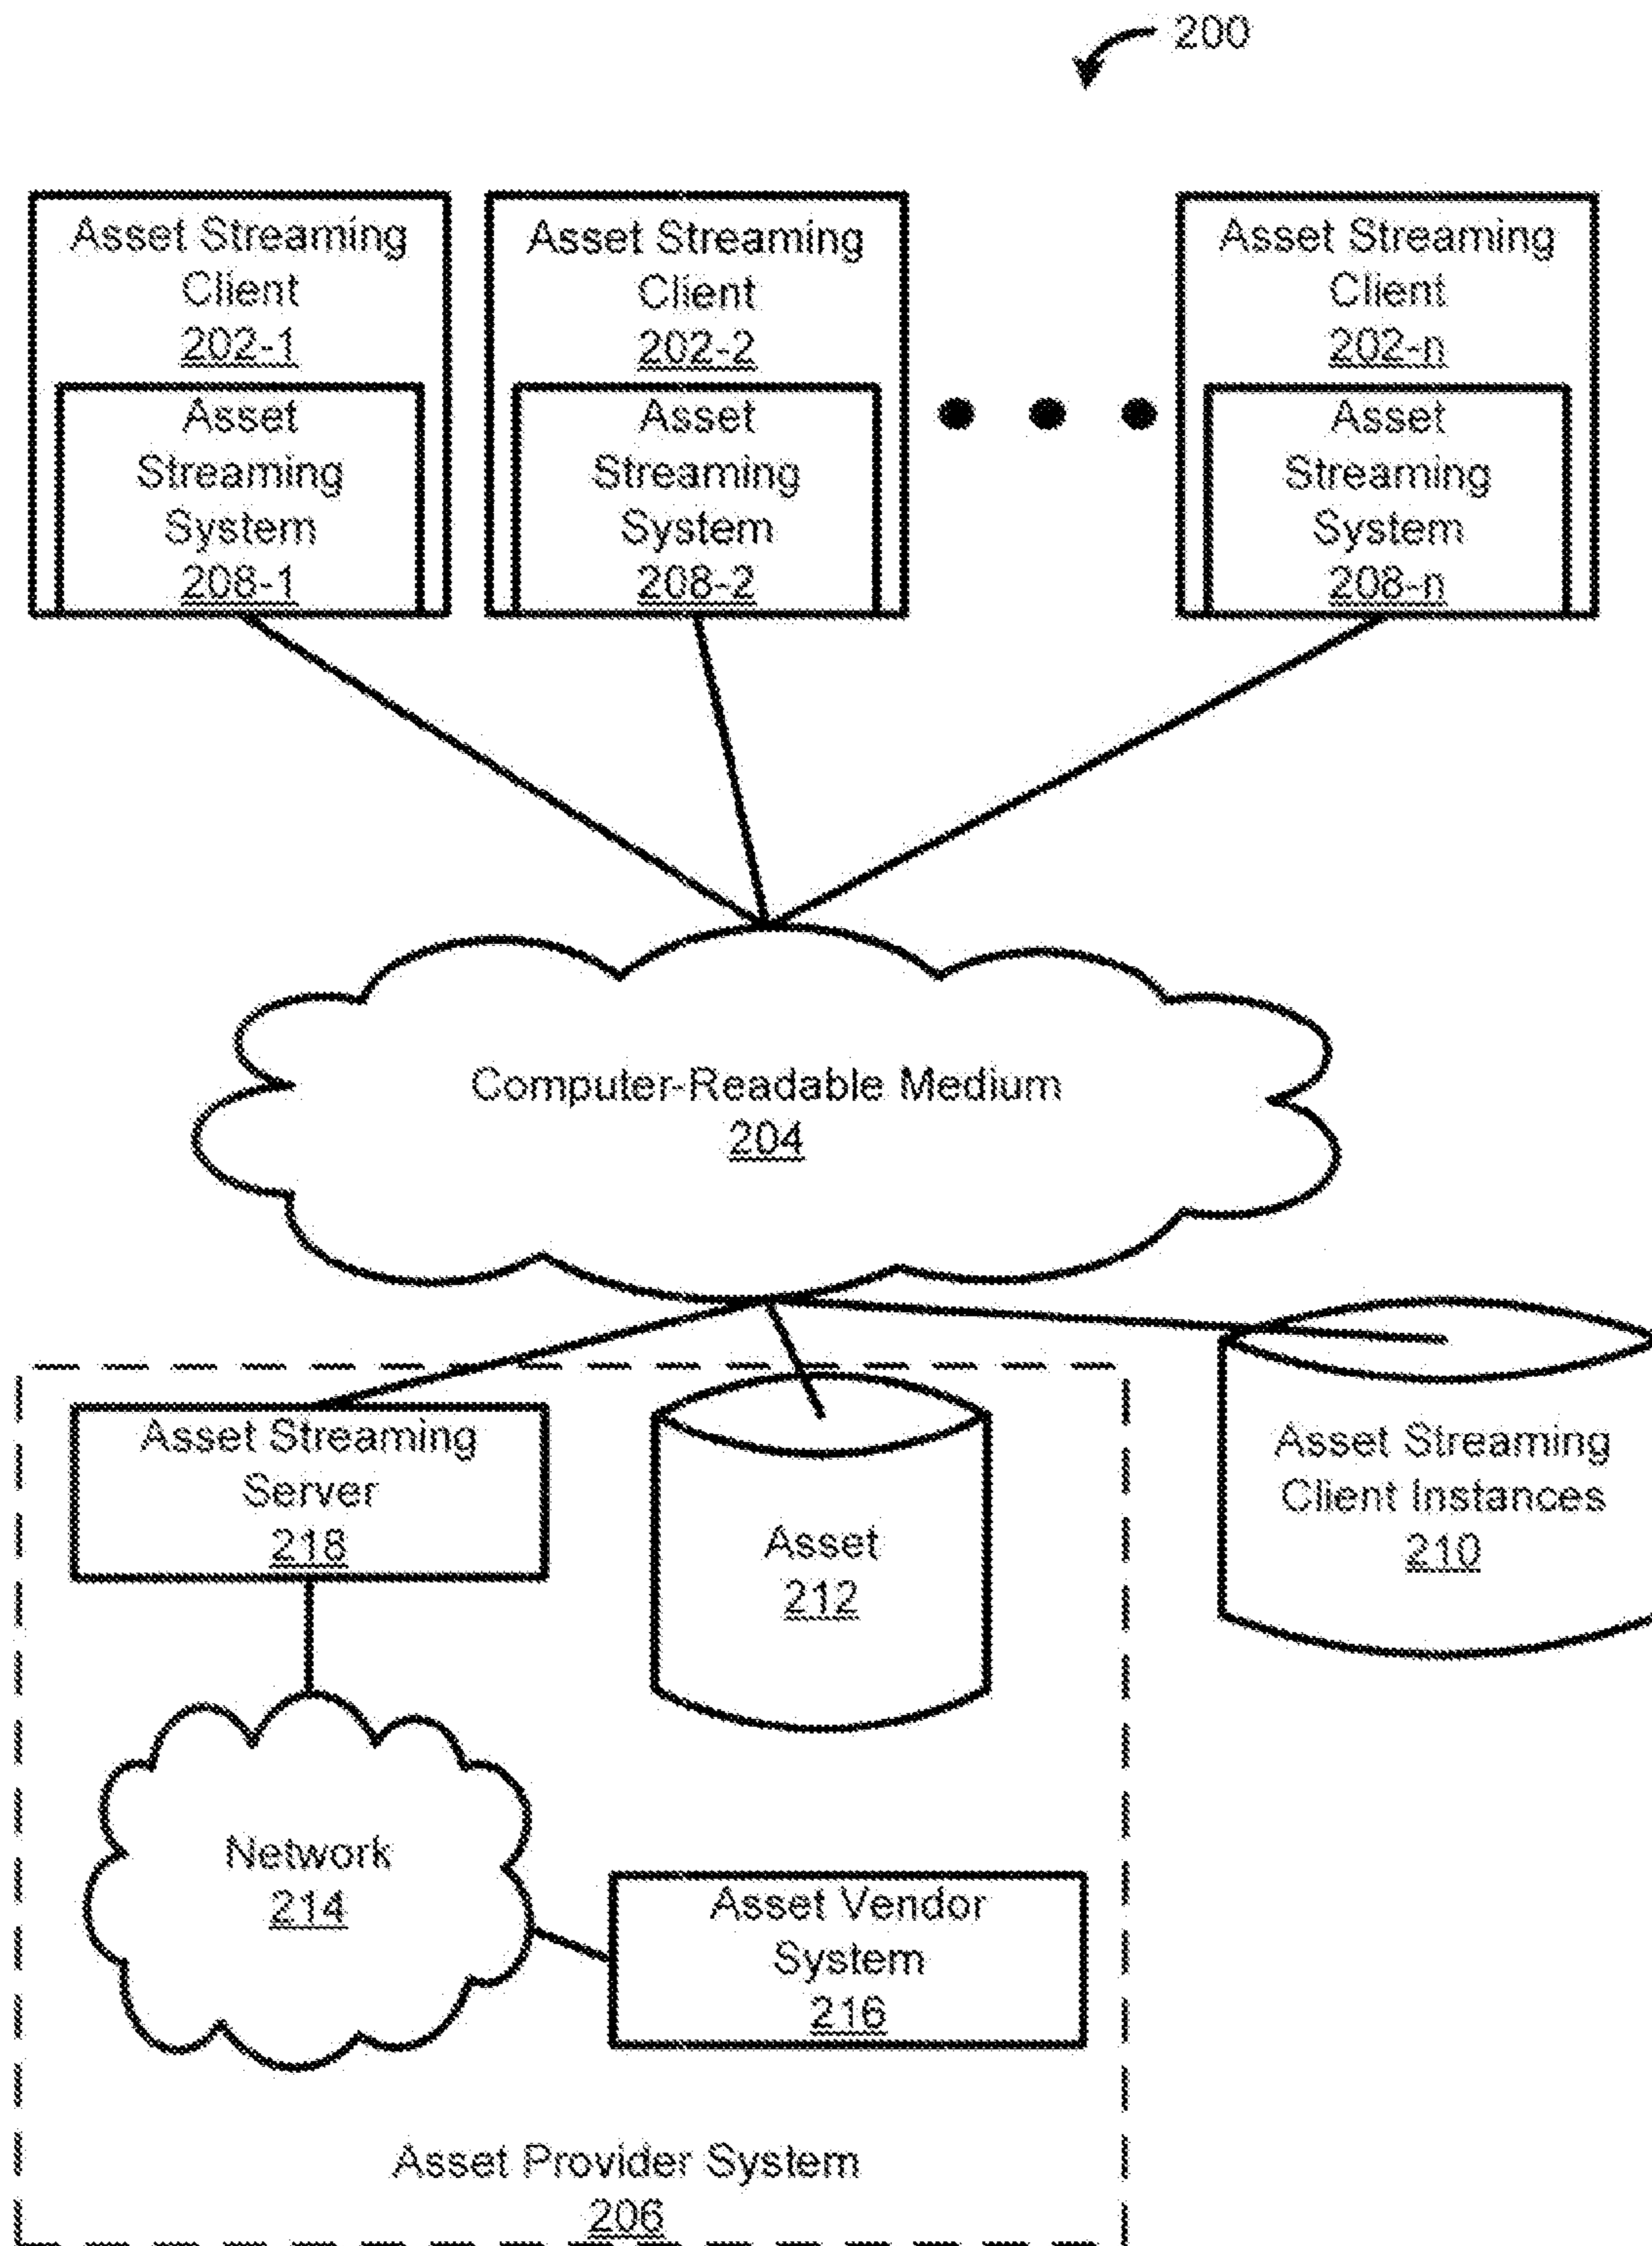 200
Asset Streaming
Client
202-1
Asset
Streaming
System
208-1
Asset Streaming
Client
202-2
Asset
Streaming
System
208-2
Asset Streaming
Client
202-n
Asset
Streaming
System
208-n
Computer-Readable Medium
204
Asset Streaming
Server
218
Asset
212
Asset Streaming
Client Instances
210
Network
214
Asset Vendor
System
216
Asset Provider System
206